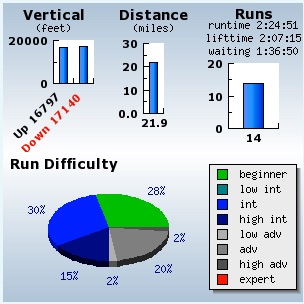 Vertical
(feet)
Distance
(miles)
Runs
runtime 2:24:51
lifttime 2:07:15
waiting 1:36:50
20000
0
30
20
10
0.0
20
10
0
Up 16797
Down 17140
21.9
14
Run Difficulty
28%
30%
2%
15%
2%
20%
beginner
low int
int
high int
low adv
adv
high adv
expert